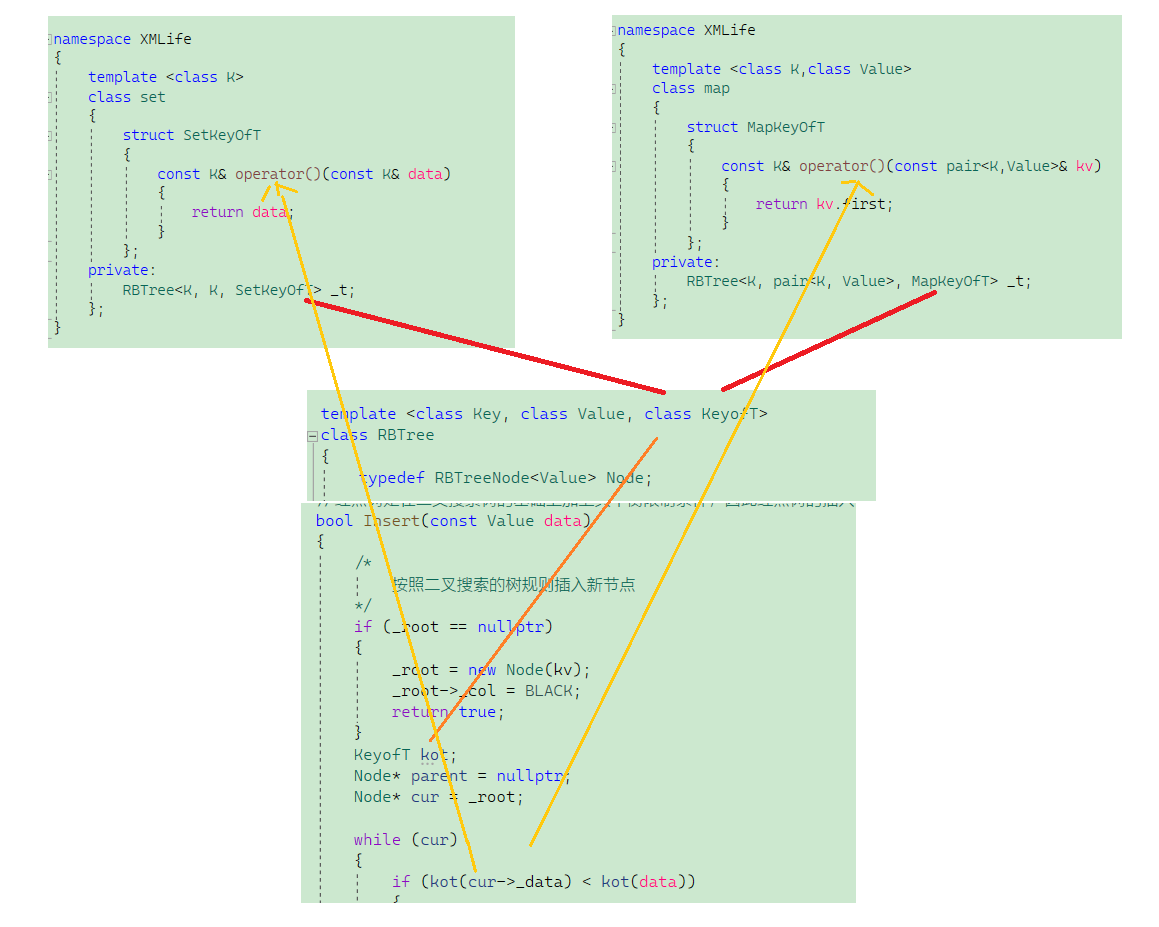 namespace XMLife
{
template <class K>
class set
{
struct SetKeyOfT
{
const K& operator()(const K& data)
{
return data;
}
};
private:
RBTree<K, K, SetKeyOfT> _t;
};
}
namespace XMLife
{
template <class K,class Value>
class map
{
struct MapKeyOfT
{
const K& operator()(const pair<K,Value>& kv)
{
return kv.first;
}
};
private:
RBTree<K, pair<K, Value>, MapKeyOfT> _t;
};
}
template <class Key, class Value, class KeyofT>
class RBTree
{
typedef RBTreeNode<Value> Node;
bool Insert(const Value data)
{
/*
按照二叉搜索的树规则插入新节点
*/
if (_root == nullptr)
{
_root = new Node(kv);
_root->_col = BLACK;
return true;
}
KeyofT kot;
Node* parent = nullptr;
Node* cur = _root;
while (cur)
{
if (kot(cur->_data) < kot(data))
{